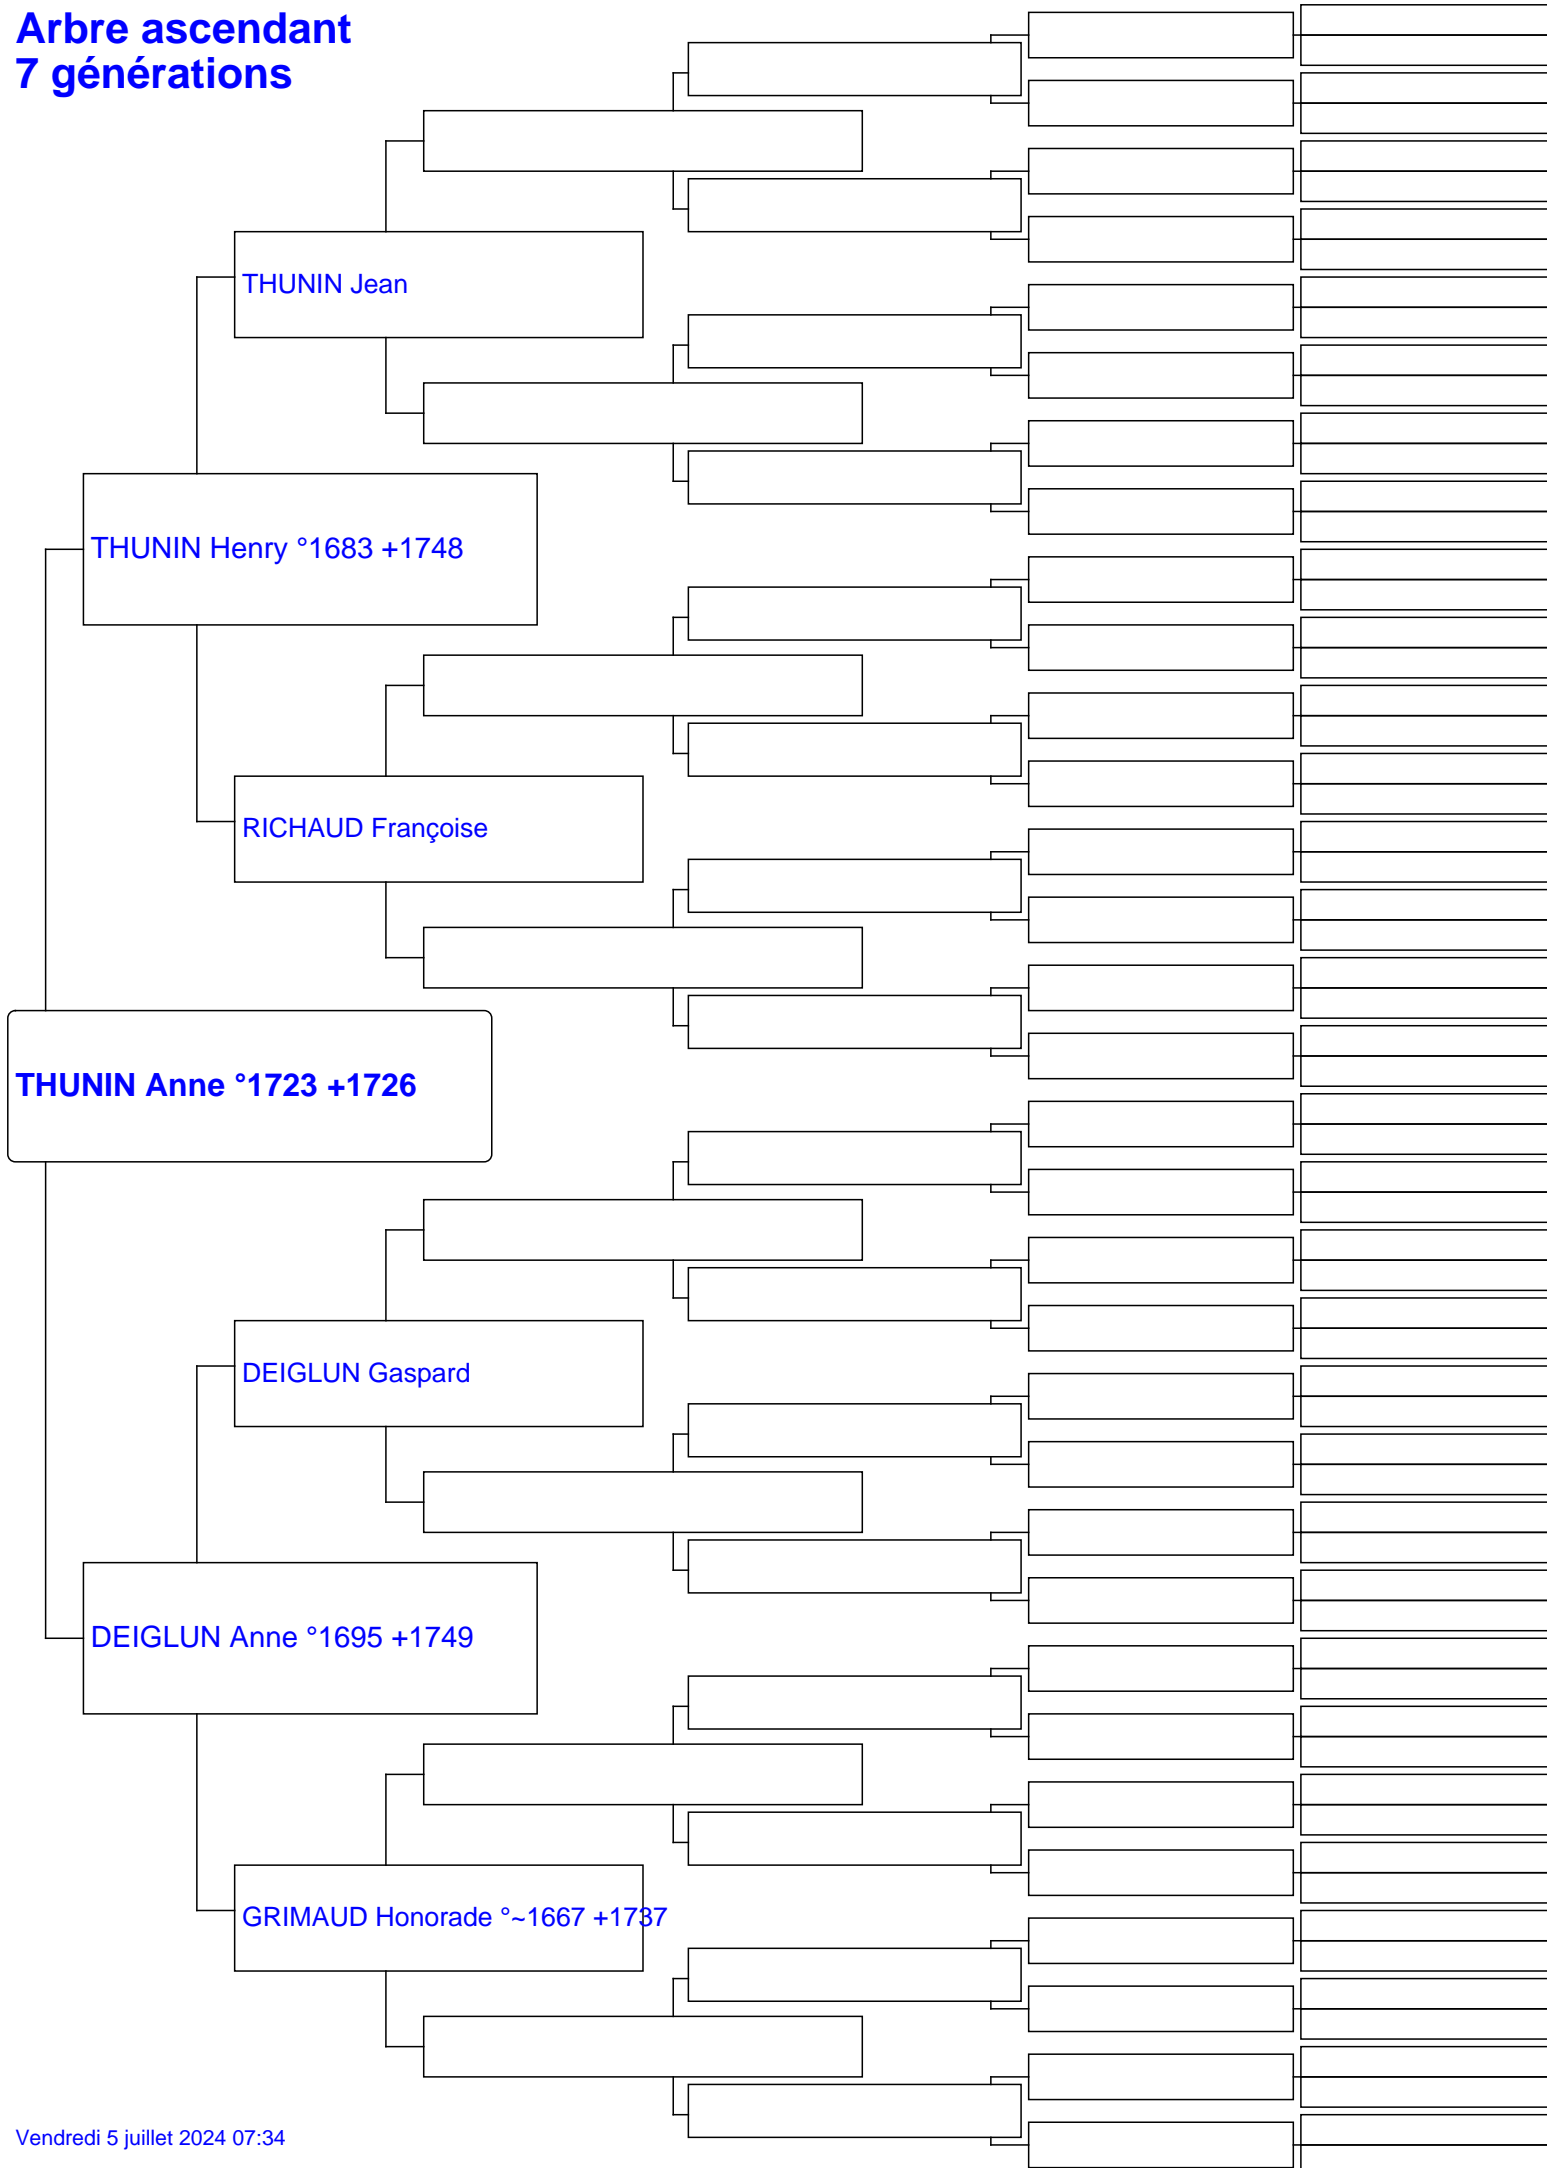 Arbre ascendant
7 générations
THUNIN Jean
THUNIN Henry °1683 +1748
RICHAUD Françoise
THUNIN Anne °1723 +1726
DEIGLUN Gaspard
DEIGLUN Anne °1695 +1749
GRIMAUD Honorade °~1667 +1737
Vendredi 5 juillet 2024 07:34